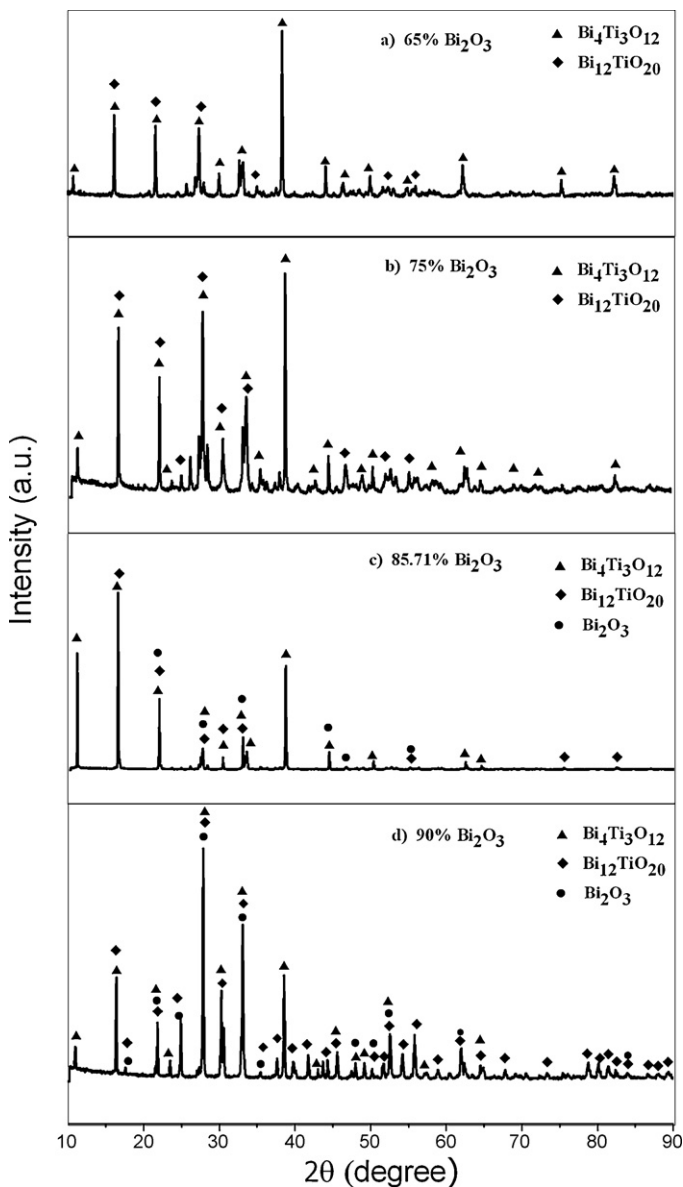 a) 65% Bi₂O₃
▲ Bi₄Ti₃O₁₂
◆ Bi₁₂TiO₂₀
b) 75% Bi₂O₃
▲ Bi₄Ti₃O₁₂
◆ Bi₁₂TiO₂₀
c) 85.71% Bi₂O₃
▲ Bi₄Ti₃O₁₂
◆ Bi₁₂TiO₂₀
● Bi₂O₃
d) 90% Bi₂O₃
▲ Bi₄Ti₃O₁₂
◆ Bi₁₂TiO₂₀
● Bi₂O₃
Intensity (a.u.)
10 20 30 40 50 60 70 80 90
2θ (degree)